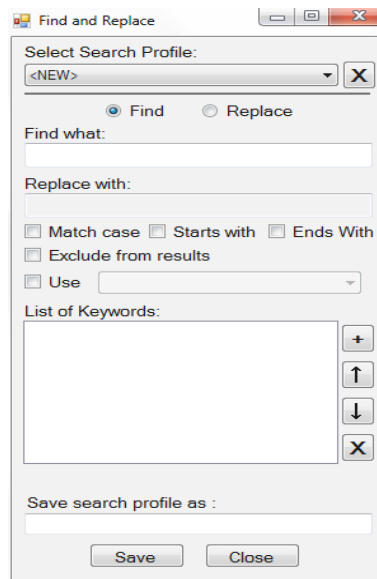 Find and Replace
Select Search Profile:
<NEW>
X
Find Replace
Find what:
Replace with:
Match case Starts with Ends With
Exclude from results
Use
List of Keywords:
+
↑
↓
X
Save search profile as :
Save Close